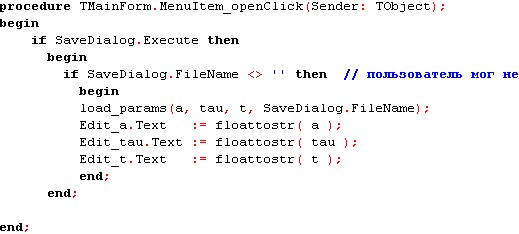 procedure TMainForm.MenuItem_openClick(Sender: TObject);
begin
if SaveDialog.Execute then
begin
if SaveDialog.FileName <> '' then // пользователь мог не
begin
load_params(a, tau, t, SaveDialog.FileName);
Edit_a.Text := floattostr( a );
Edit_tau.Text := floattostr( tau );
Edit_t.Text := floattostr( t );
end;
end;
end;